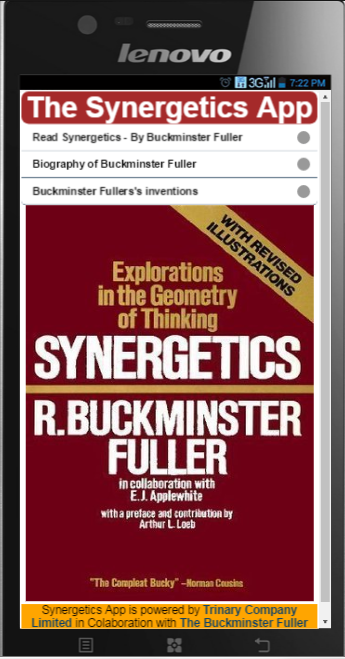 lenovo
3G 7:22 PM
The Synergetics App
Read Synergetics - By Buckminster Fuller
Biography of Buckminster Fuller
Buckminster Fullers's inventions
WITH REVISED
ILLUSTRATIONS
Explorations
in the Geometry
of Thinking
SYNERGETICS
R.BUCKMINSTER
FULLER
in collaboration with
E.J. Applewhite
with a preface and contribution by
Arthur L. Loeb
"The Compleat Bucky" –Norman Cousins
Synergetics App is powered by Trinary Company
Limited in Colaboration with The Buckminster Fuller